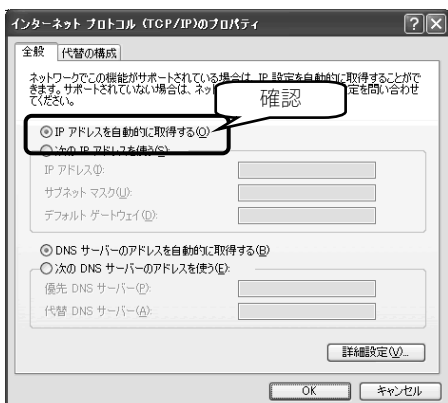 インターネット プロトコル (TCP/IP)のプロパティ
全般 代替の構成
ネットワークでこの機能がサポートされている場合は、IP 設定を自動的に取得することがで
きます。サポートされていない場合は、ネッ 定を問い合わせ
てください。
確認
IP アドレスを自動的に取得する(O)
次の IP アドレスを使う(S):
IP アドレス(I):
サブネット マスク(U):
デフォルト ゲートウェイ(D):
DNS サーバーのアドレスを自動的に取得する(B)
次の DNS サーバーのアドレスを使う(E):
優先 DNS サーバー(P):
代替 DNS サーバー(A):
詳細設定(V)...
OK キャンセル